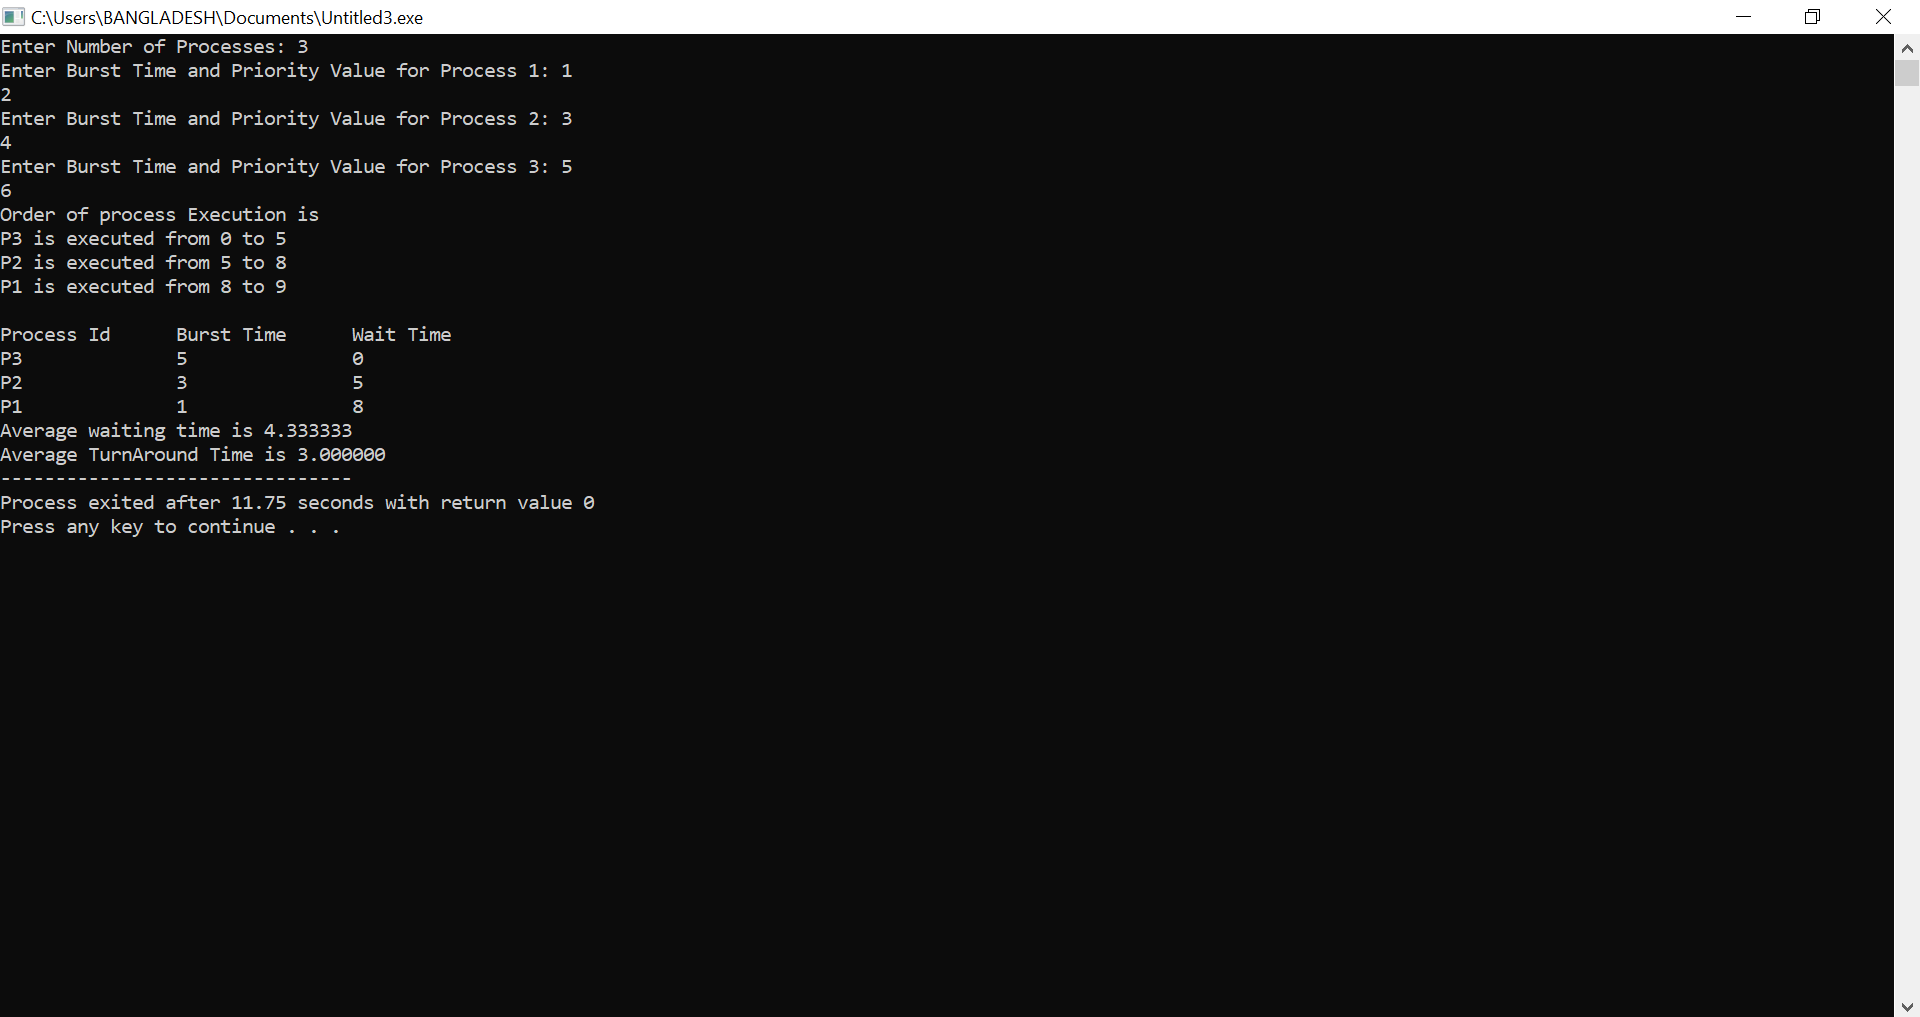 C:\Users\BANGLADESH\Documents\Untitled3.exe
Enter Number of Processes: 3
Enter Burst Time and Priority Value for Process 1: 1
2
Enter Burst Time and Priority Value for Process 2: 3
4
Enter Burst Time and Priority Value for Process 3: 5
6
Order of process Execution is
P3 is executed from 0 to 5
P2 is executed from 5 to 8
P1 is executed from 8 to 9
Process Id      Burst Time      Wait Time
P3              5               0
P2              3               5
P1              1               8
Average waiting time is 4.333333
Average TurnAround Time is 3.000000
--------------------------------
Process exited after 11.75 seconds with return value 0
Press any key to continue . . .